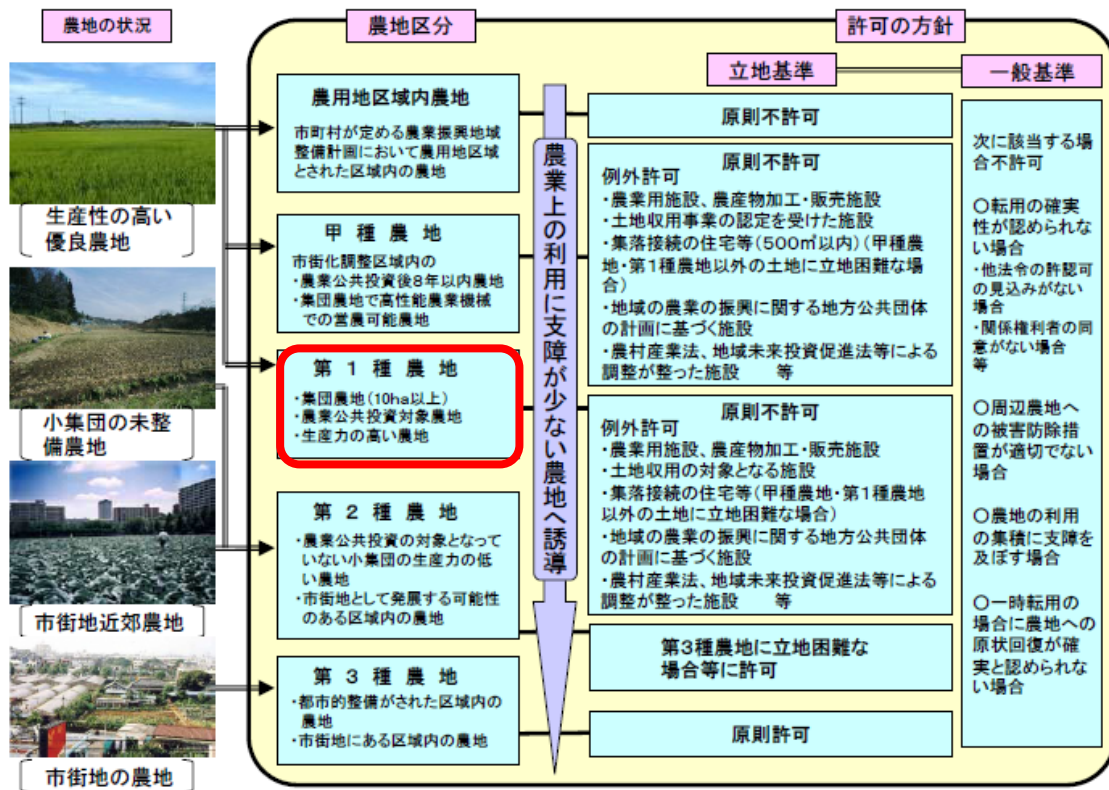 農地の状況
農地区分
許可の方針
立地基準
一般基準
生産性の高い
優良農地
小集団の未整
備農地
市街地近郊農地
市街地の農地
農用地区域内農地
市町村が定める農業振興地域
整備計画において農用地区域
とされた区域内の農地
甲種農地
市街化調整区域内の
・農業公共投資後8年以内農地
・集団農地で高性能農業機械
での営農可能農地
第1種農地
・集団農地(10ha以上)
・農業公共投資対象農地
・生産力の高い農地
第2種農地
・農業公共投資の対象となって
いない小集団の生産力の低
い農地
・市街地として発展する可能性
のある区域内の農地
第3種農地
・都市的整備がされた区域内の
農地
・市街地にある区域内の農地
農業上の利用に支障が少ない農地へ誘導
原則不許可
原則不許可
例外許可
・農業用施設、農産物加工・販売施設
・土地収用事業の認定を受けた施設
・集落接続の住宅等(500㎡以内)(甲種農
地・第1種農地以外の土地に立地困難な場
合)
・地域の農業の振興に関する地方公共団体
の計画に基づく施設
・農村産業法、地域未来投資促進法等による
調整が整った施設 等
原則不許可
例外許可
・農業用施設、農産物加工・販売施設
・土地収用の対象となる施設
・集落接続の住宅等(甲種農地・第1種農地
以外の土地に立地困難な場合)
・地域の農業の振興に関する地方公共団体
の計画に基づく施設
・農村産業法、地域未来投資促進法等による
調整が整った施設 等
第3種農地に立地困難な
場合等に許可
原則許可
次に該当する場
合不許可
○転用の確実
性が認められな
い場合
・他法令の許認可
の見込みがない
場合
・関係権利者の同
意がない場合
等
○周辺農地へ
の被害防除措
置が適切でない
場合
○農地の利用
の集積に支障を
及ぼす場合
○一時転用の
場合に農地への
原状回復が確
実と認められな
い場合